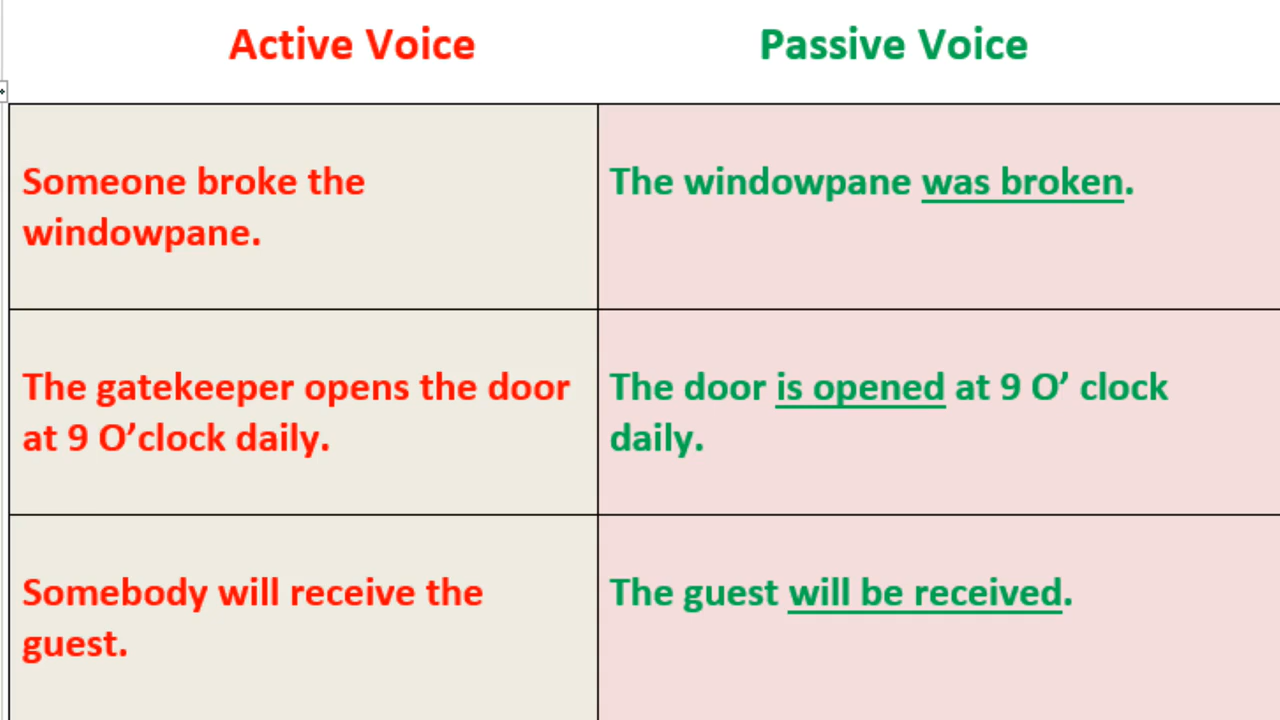 Active Voice
Passive Voice
Someone broke the
windowpane.
The windowpane was broken.
The gatekeeper opens the door
at 9 O’clock daily.
The door is opened at 9 O’ clock
daily.
Somebody will receive the
guest.
The guest will be received.